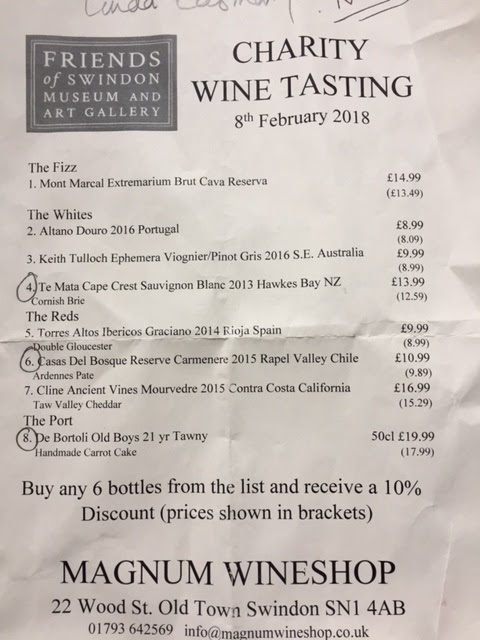 Linda
FRIENDS
of SWINDON
MUSEUM AND
ART GALLERY
CHARITY
WINE TASTING
8th February 2018
The Fizz
1. Mont Marcal Extremarium Brut Cava Reserva £14.99
(£13.49)
The Whites
2. Altano Douro 2016 Portugal £8.99
(8.09)
3. Keith Tulloch Ephemera Viognier/Pinot Gris 2016 S.E. Australia £9.99
(8.99)
4. Te Mata Cape Crest Sauvignon Blanc 2013 Hawkes Bay NZ £13.99
Cornish Brie (12.59)
The Reds
5. Torres Altos Ibericos Graciano 2014 Rioja Spain £9.99
Double Gloucester (8.99)
6. Casas Del Bosque Reserve Carmenere 2015 Rapel Valley Chile £10.99
Ardennes Pate (9.89)
7. Cline Ancient Vines Mourvedre 2015 Contra Costa California £16.99
Taw Valley Cheddar (15.29)
The Port
8. De Bortoli Old Boys 21 yr Tawny 50cl £19.99
Handmade Carrot Cake (17.99)
Buy any 6 bottles from the list and receive a 10%
Discount (prices shown in brackets)
MAGNUM WINESHOP
22 Wood St. Old Town Swindon SN1 4AB
01793 642569 info@magnumwineshop.co.uk